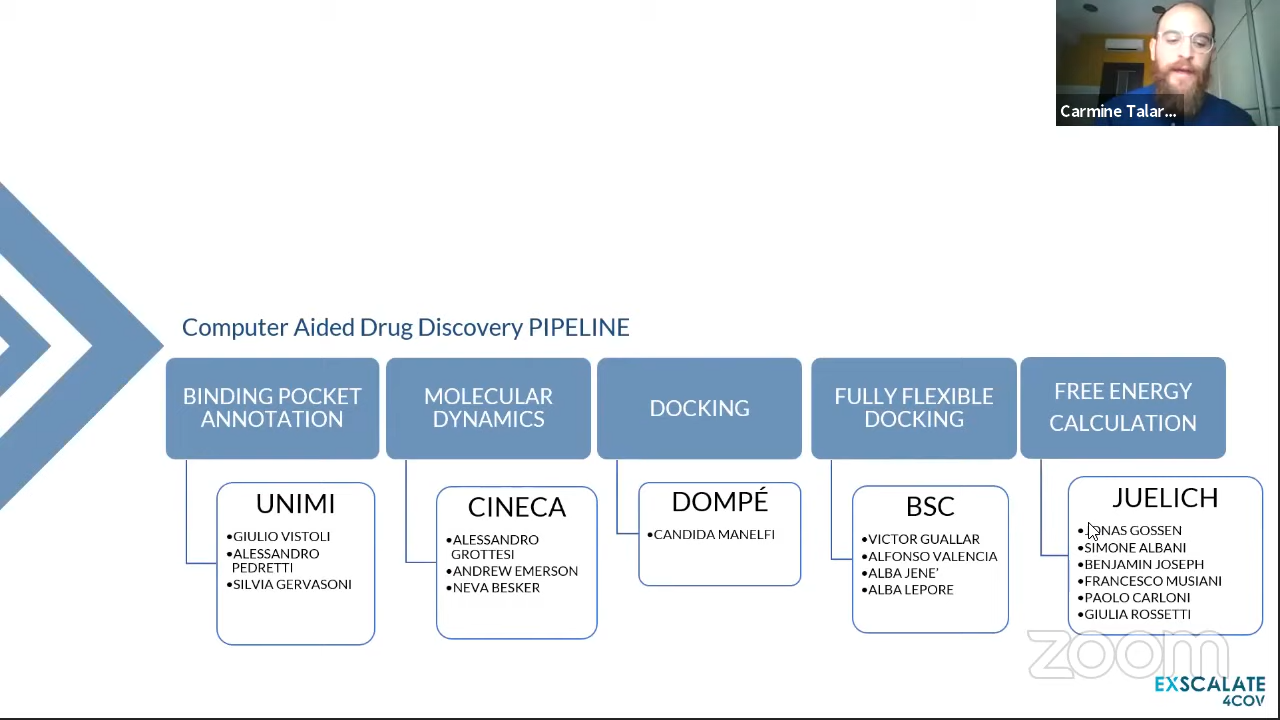 Carmine Talar...
Computer Aided Drug Discovery PIPELINE
BINDING POCKET
ANNOTATION
MOLECULAR
DYNAMICS
DOCKING
FULLY FLEXIBLE
DOCKING
FREE ENERGY
CALCULATION
UNIMI
•GIULIO VISTOLI
•ALESSANDRO
PEDRETTI
•SILVIA GERVASONI
CINECA
•ALESSANDRO
GROTTESI
•ANDREW EMERSON
•NEVA BESKER
DOMPÉ
•CANDIDA MANELFI
BSC
•VICTOR GUALLAR
•ALFONSO VALENCIA
•ALBA JENE'
•ALBA LEPORE
JUELICH
•JONAS GOSSEN
•SIMONE ALBANI
•BENJAMIN JOSEPH
•FRANCESCO MUSIANI
•PAOLO CARLONI
•GIULIA ROSSETTI
zoom
EXSCALATE
4COV